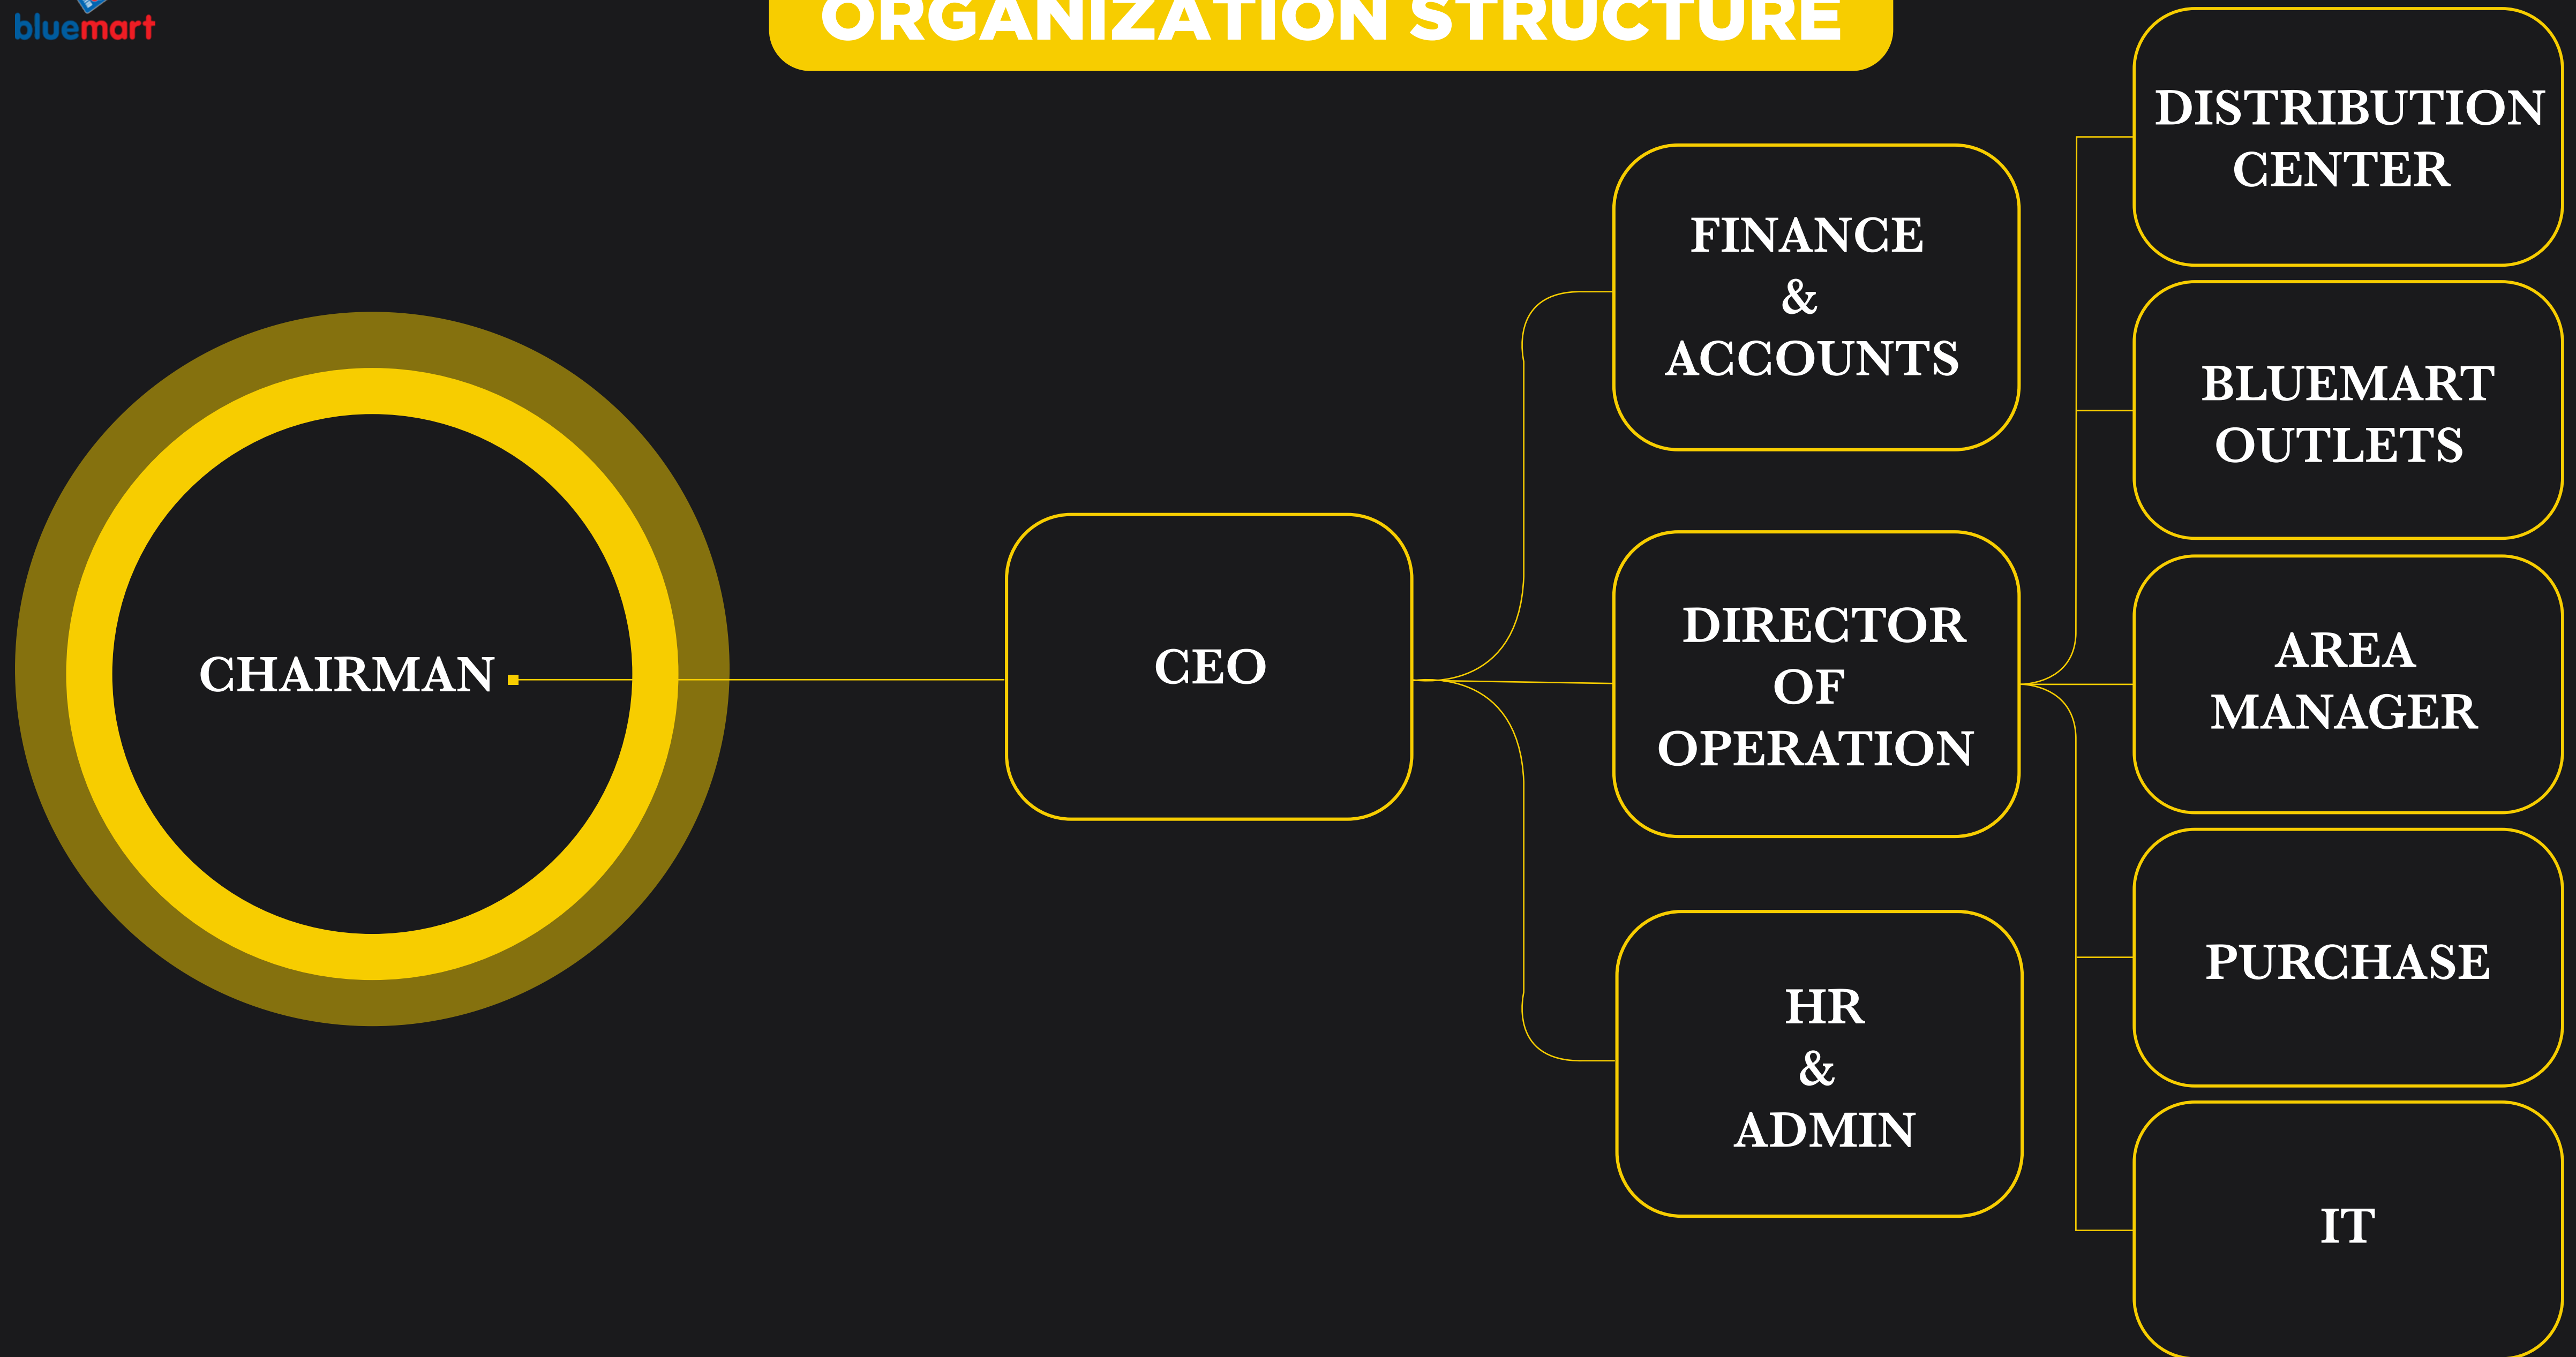 bluemart
ORGANIZATION STRUCTURE
CHAIRMAN
CEO
FINANCE
&
ACCOUNTS
DIRECTOR
OF
OPERATION
HR
&
ADMIN
DISTRIBUTION
CENTER
BLUEMART
OUTLETS
AREA
MANAGER
PURCHASE
IT